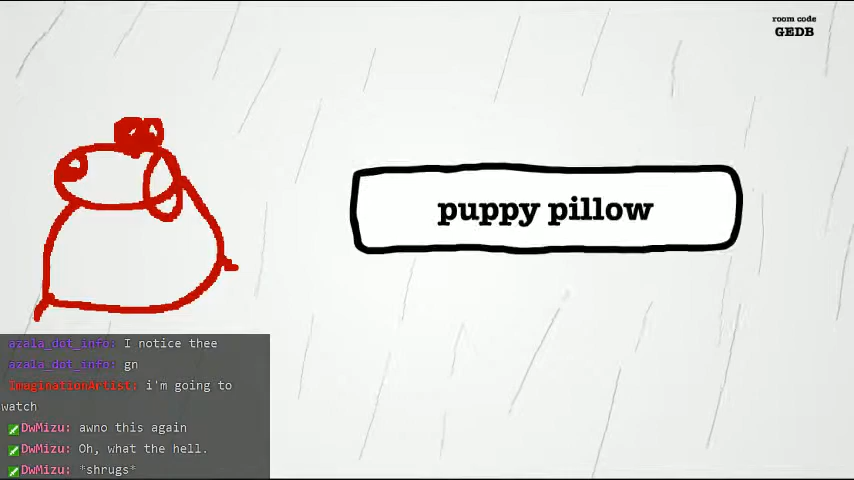 room code
GEDB
puppy pillow
azala_dot_info: I notice thee
azala_dot_info: gn
ImaginationArtist: i'm going to
watch
DwMizu: awno this again
DwMizu: Oh, what the hell.
DwMizu: *shrugs*